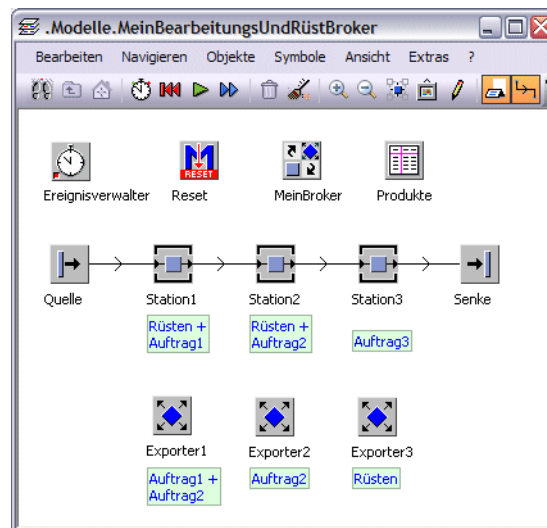 .Modelle.MeinBearbeitungsUndRüstBroker
Bearbeiten Navigieren Objekte Symbole Ansicht Extras ?
RESET
Ereignisverwalter Reset MeinBroker Produkte
Quelle Station1 Station2 Station3 Senke
Rüsten + Rüsten +
Auftrag1 Auftrag2 Auftrag3
Exporter1 Exporter2 Exporter3
Auftrag1 + Auftrag2 Rüsten
Auftrag2